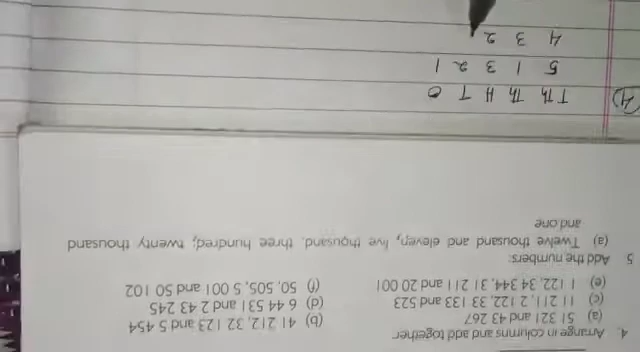 4. Arrange in columns and add together
(a) 51 321 and 43 267 (b) 41 212, 32 123 and 5 454
(c) 11 211, 2 122, 33 133 and 523 (d) 6 44 531 and 2 43 245
(e) 1 122, 34 344, 31 211 and 20 001 (f) 50, 505, 5 001 and 50 102
5 Add the numbers:
(a) Twelve thousand and eleven, five thousand, three hundred; twenty thousand
and one
T Th Th H T O
5 1 3 2 1
4 3 2